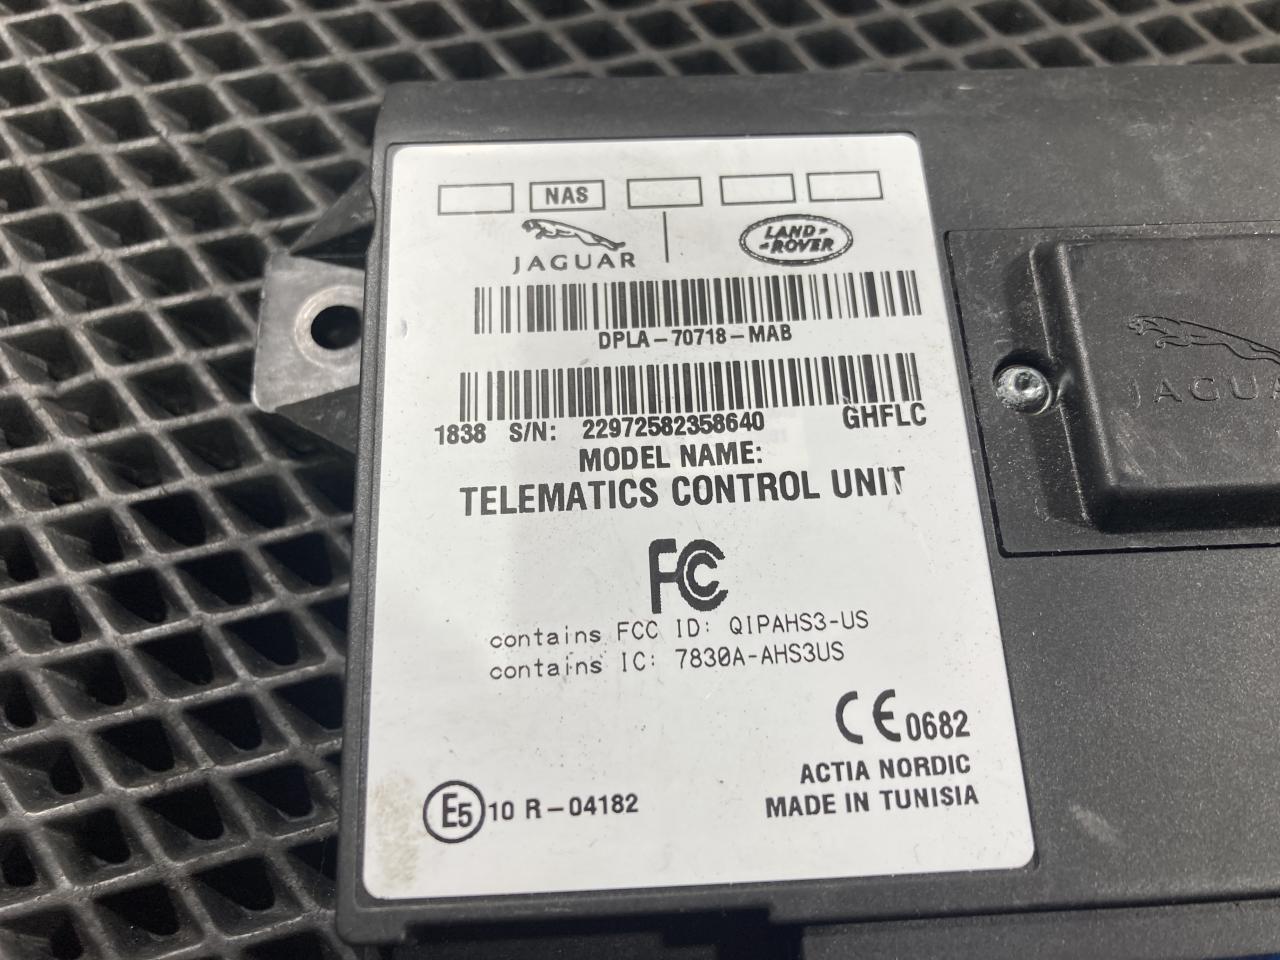 NAS
JAGUAR
LAND-
-ROVER
DPLA-70718-MAB
1838 S/N: 22972582358640 GHFLC
MODEL NAME:
TELEMATICS CONTROL UNIT
FC
contains FCC ID: QIPAHS3-US
contains IC: 7830A-AHS3US
CE 0682
ACTIA NORDIC
MADE IN TUNISIA
E5 10 R-04182
JAGUA